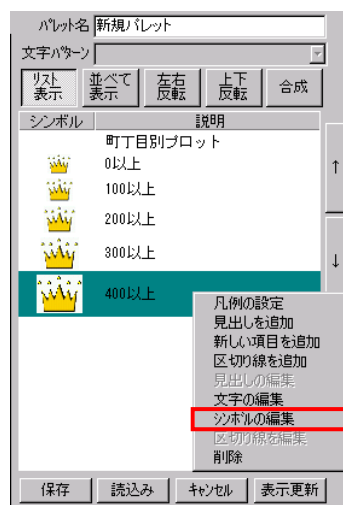 パレット名 新規パレット
文字パターン
リスト表示 並べて表示 左右反転 上下反転 合成
シンボル 説明
町丁目別プロット
0以上
100以上
200以上
300以上
400以上
↑
↓
凡例の設定
見出しを追加
新しい項目を追加
区切り線を追加
見出しの編集
文字の編集
シンボルの編集
区切り線を編集
削除
保存 読込み キャンセル 表示更新